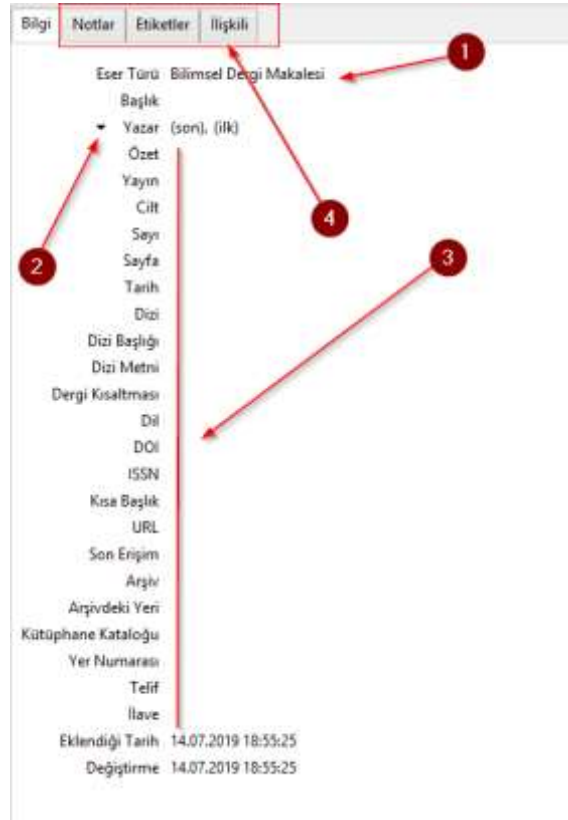 Bilgi Notlar Etiketler İlişkili
1
Eser Türü Bilimsel Dergi Makalesi
Başlık
Yazar (son), (ilk)
Özet
Yayın
Cilt
4
Sayı
2
Sayfa
3
Tarih
Dizi
Dizi Başlığı
Dizi Metni
Dergi Kısaltması
Dil
DOI
ISSN
Kısa Başlık
URL
Son Erişim
Arşiv
Arşivdeki Yeri
Kütüphane Kataloğu
Yer Numarası
Telif
İlave
Eklendiği Tarih 14.07.2019 18:55:25
Değiştirme 14.07.2019 18:55:25